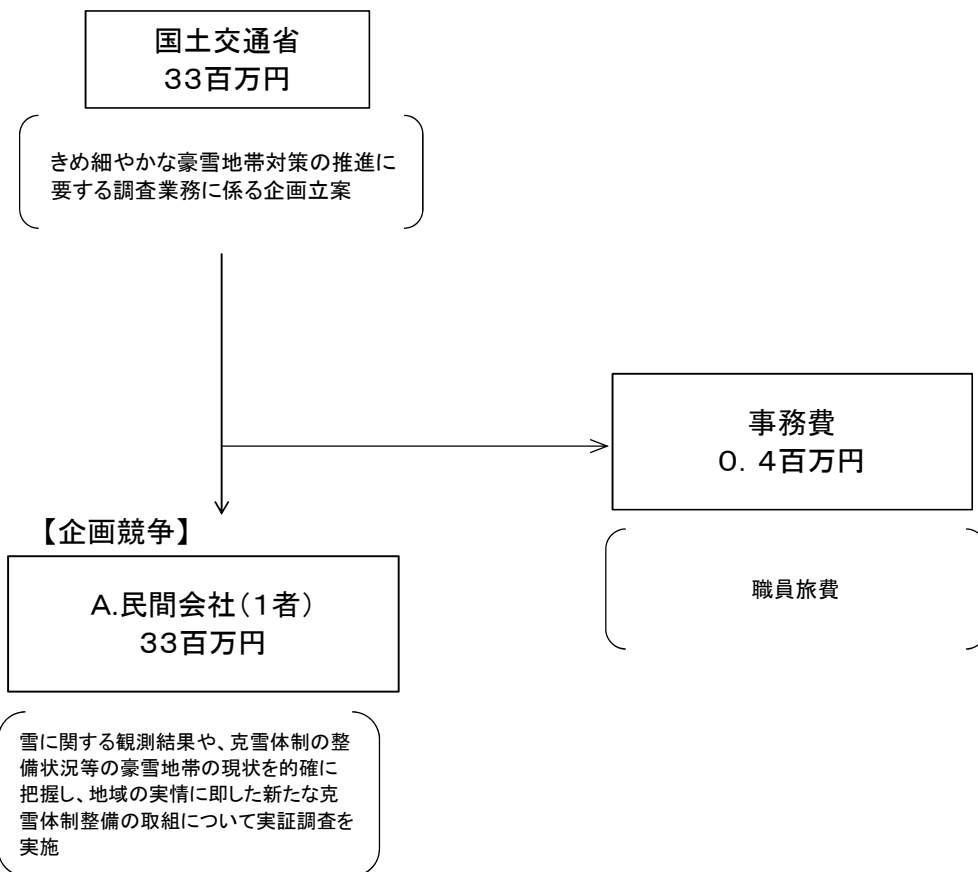 国土交通省
33百万円
きめ細やかな豪雪地帯対策の推進に
要する調査業務に係る企画立案
事務費
0．4百万円
職員旅費
【企画競争】
A.民間会社（1者）
33百万円
雪に関する観測結果や、克雪体制の整
備状況等の豪雪地帯の現状を的確に
把握し、地域の実情に即した新たな克
雪体制整備の取組について実証調査を
実施